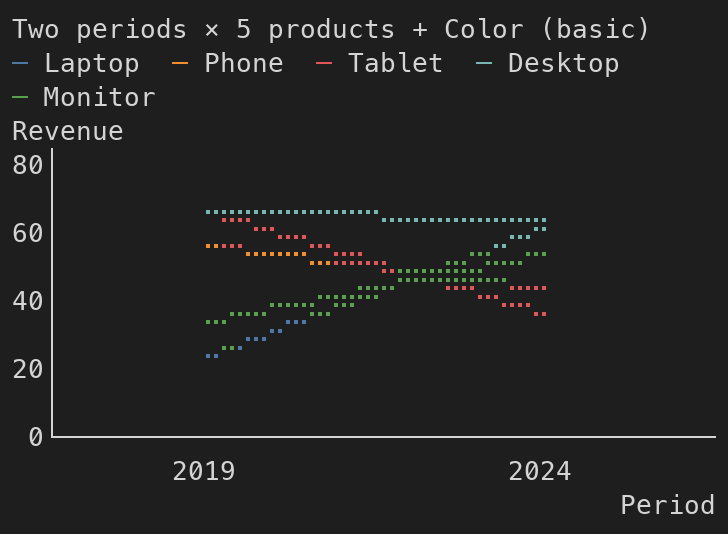 Two periods × 5 products + Color (basic)
Laptop Phone Tablet Desktop
Monitor
Revenue
80
60
40
20
0
2019 2024
Period